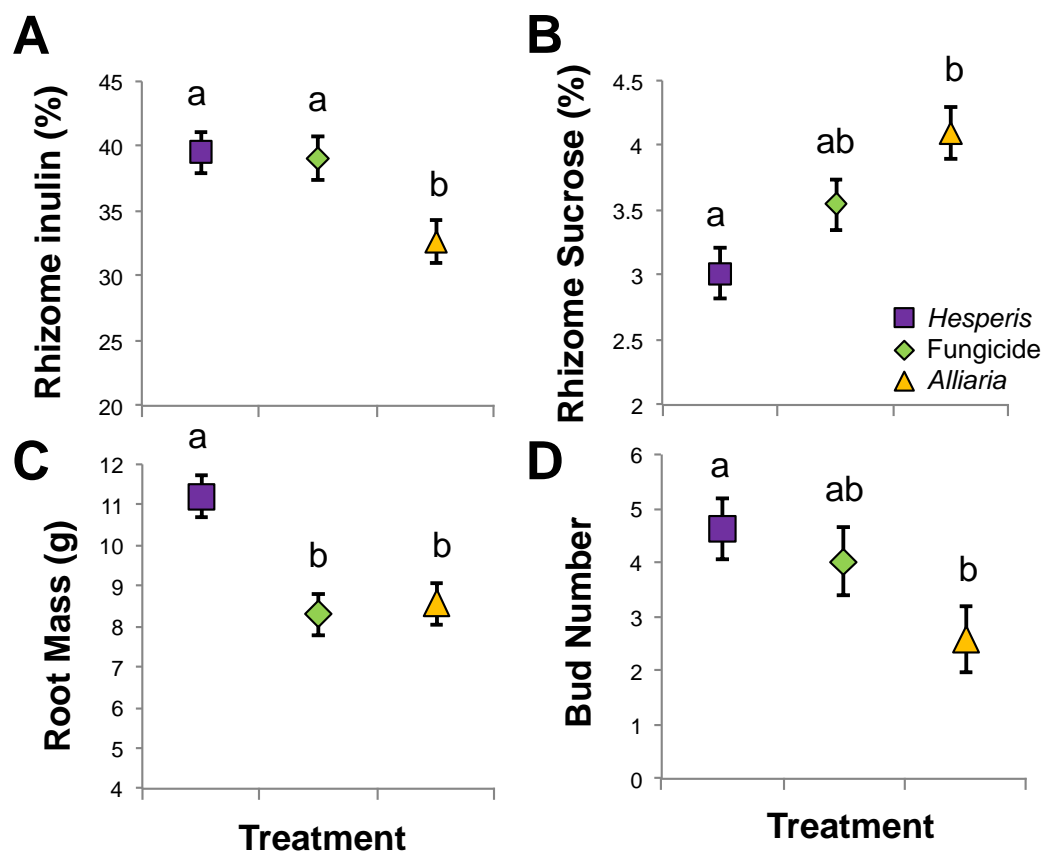 A
Rhizome inulin (%)
45
40
35
30
25
20
a
a
b
B
Rhizome Sucrose (%)
4.5
4
3.5
3
2.5
2
a
ab
b
Hesperis
Fungicide
Alliaria
C
Root Mass (g)
12
11
10
9
8
7
6
5
4
a
b
b
Treatment
D
Bud Number
6
5
4
3
2
1
0
a
ab
b
Treatment